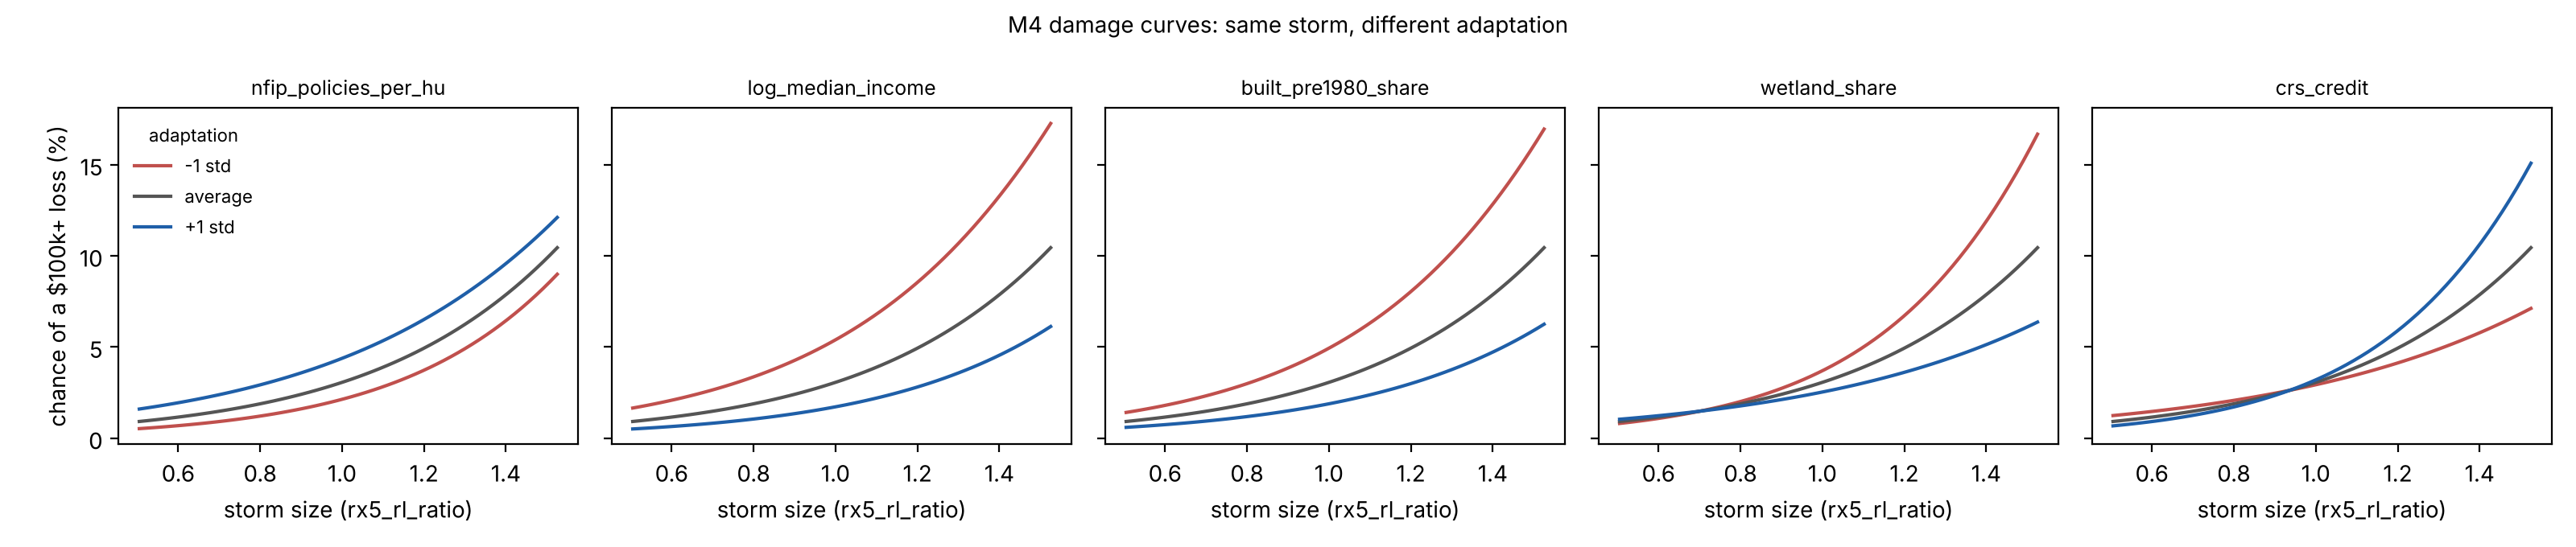 M4 damage curves: same storm, different adaptation
nfip_policies_per_hu
log_median_income
built_pre1980_share
wetland_share
crs_credit
chance of a $100k+ loss (%)
15
10
5
0
adaptation
-1 std
average
+1 std
0.6 0.8 1.0 1.2 1.4
0.6 0.8 1.0 1.2 1.4
0.6 0.8 1.0 1.2 1.4
0.6 0.8 1.0 1.2 1.4
0.6 0.8 1.0 1.2 1.4
storm size (rx5_rl_ratio)
storm size (rx5_rl_ratio)
storm size (rx5_rl_ratio)
storm size (rx5_rl_ratio)
storm size (rx5_rl_ratio)